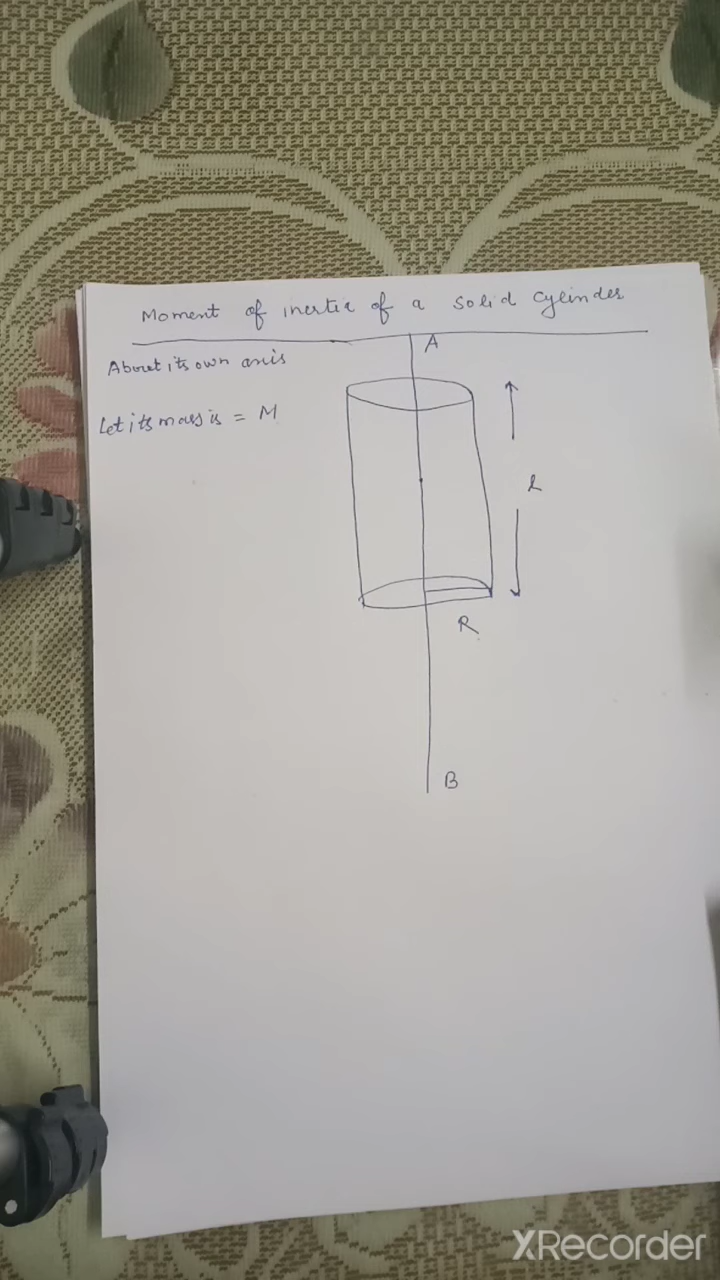 Moment of inertia of a solid cylinder
A
About its own axis
Let its mass is = M
l
R
B
XRecorder